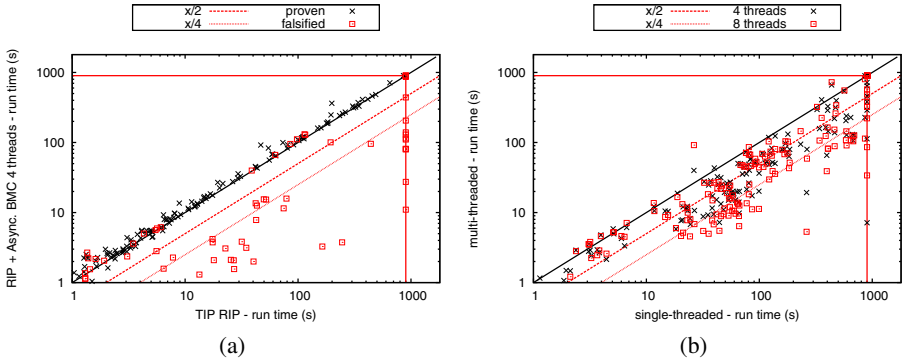 x/2 proven
x/4 falsified
RIP + Async. BMC 4 threads - run time (s)
1000
100
10
1
1 10 100 1000
TIP RIP - run time (s)
(a)
x/2 4 threads
x/4 8 threads
multi-threaded - run time (s)
1000
100
10
1
1 10 100 1000
single-threaded - run time (s)
(b)